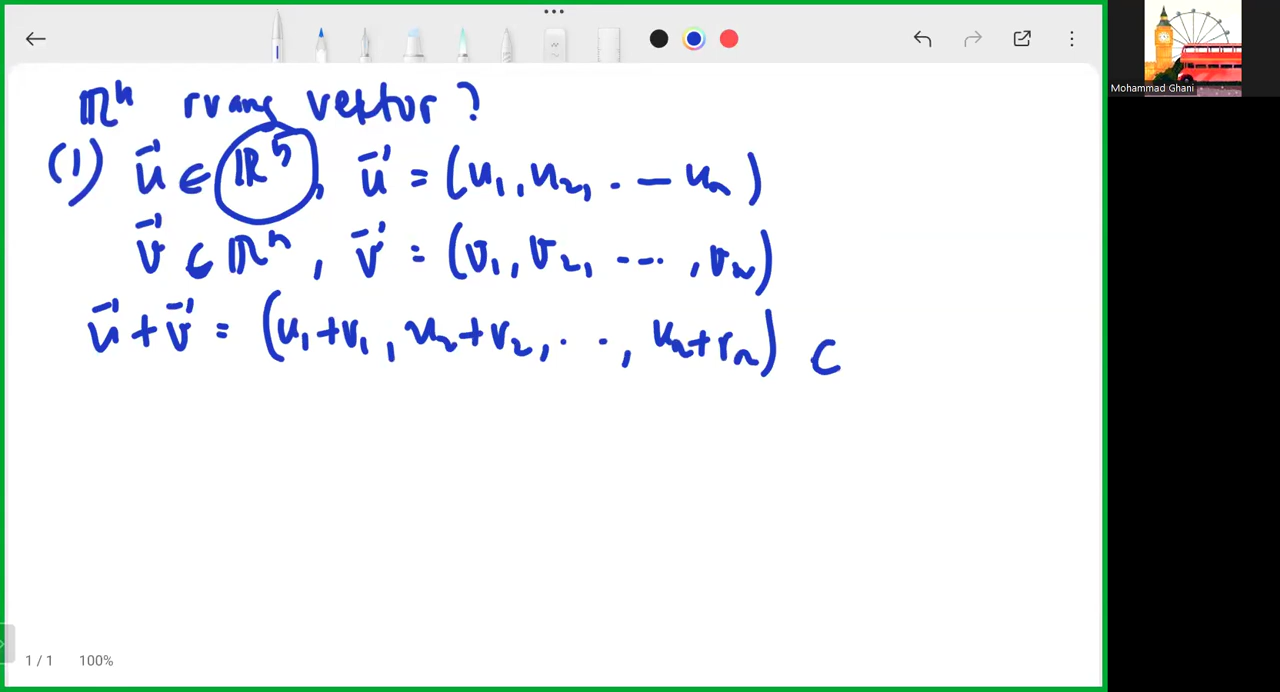 ℝⁿ ruang vektor ?
(1) u⃗ ∈ ℝ⁵, u⃗ = (u₁, u₂, . — uₙ)
v⃗ ∈ ℝⁿ, v⃗ = (v₁, v₂, ..., vₙ)
u⃗ + v⃗ = (u₁+v₁, u₂+v₂, . ., uₙ+vₙ) C
1 / 1 100%
Mohammad Ghani